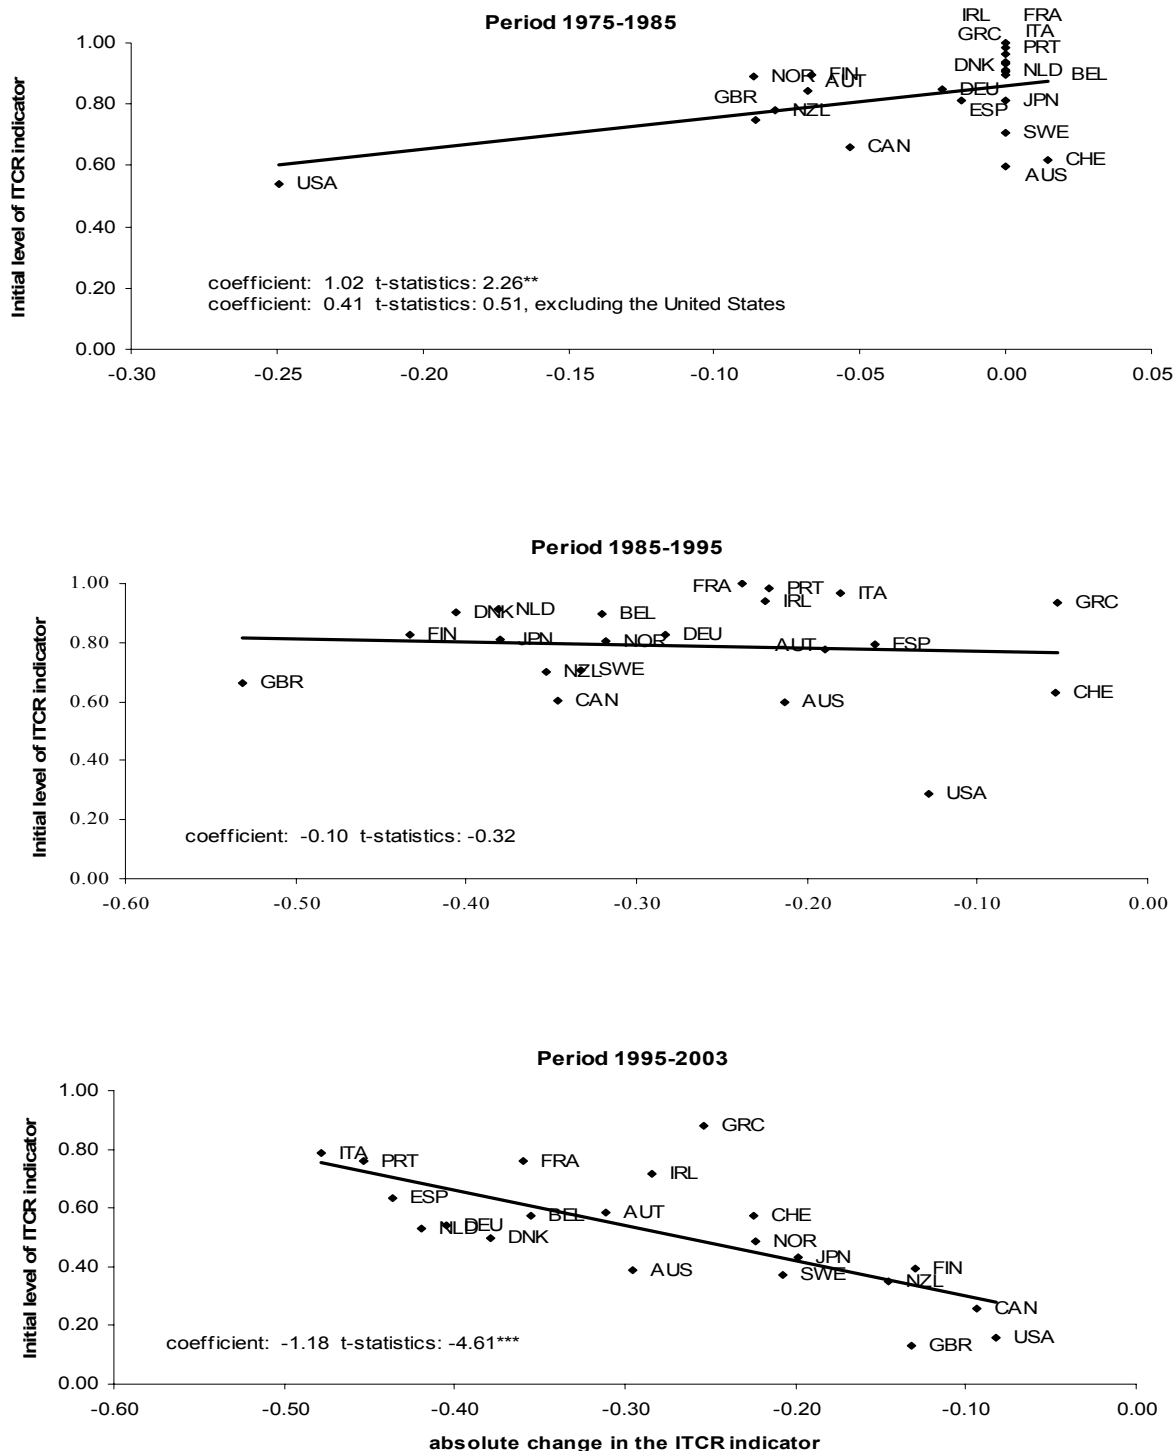 Period 1975-1985
Initial level of ITCR indicator
1.00
0.80
0.60
0.40
0.20
0.00
-0.30
-0.25
-0.20
-0.15
-0.10
-0.05
0.00
0.05
IRL
FRA
GRC
ITA
PRT
DNK
NLD
BEL
NOR
FIN
AUT
DEU
GBR
NZL
ESP
JPN
SWE
CAN
CHE
AUS
USA
coefficient: 1.02 t-statistics: 2.26**
coefficient: 0.41 t-statistics: 0.51, excluding the United States
Period 1985-1995
Initial level of ITCR indicator
1.00
0.80
0.60
0.40
0.20
0.00
-0.60
-0.50
-0.40
-0.30
-0.20
-0.10
0.00
FRA
PRT
ITA
IRL
GRC
DNK
NLD
BEL
FIN
JPN
NOR
DEU
AUT
ESP
NZL
SWE
GBR
CAN
AUS
CHE
USA
coefficient: -0.10 t-statistics: -0.32
Period 1995-2003
Initial level of ITCR indicator
1.00
0.80
0.60
0.40
0.20
0.00
-0.60
-0.50
-0.40
-0.30
-0.20
-0.10
0.00
GRC
ITA
PRT
FRA
IRL
ESP
NLD
DEU
DNK
BEL
AUT
CHE
NOR
JPN
AUS
SWE
FIN
NZL
CAN
USA
GBR
coefficient: -1.18 t-statistics: -4.61***
absolute change in the ITCR indicator